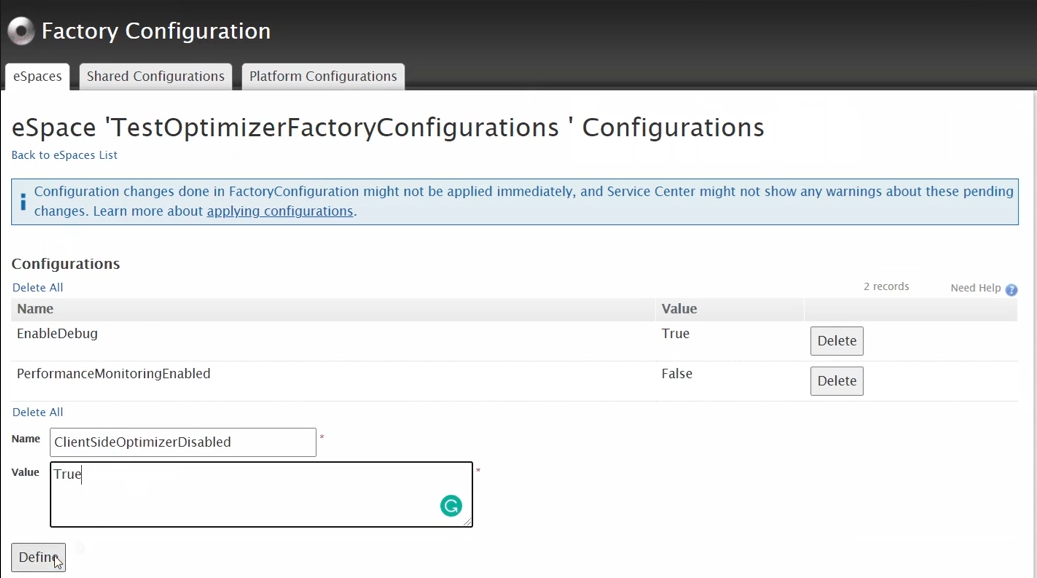 Factory Configuration
eSpaces Shared Configurations Platform Configurations
eSpace 'TestOptimizerFactoryConfigurations ' Configurations
Back to eSpaces List
Configuration changes done in FactoryConfiguration might not be applied immediately, and Service Center might not show any warnings about these pending
changes. Learn more about applying configurations.
Configurations
Delete All 2 records Need Help ?
Name Value
EnableDebug True Delete
PerformanceMonitoringEnabled False Delete
Delete All
Name ClientSideOptimizerDisabled *
Value True *
Define